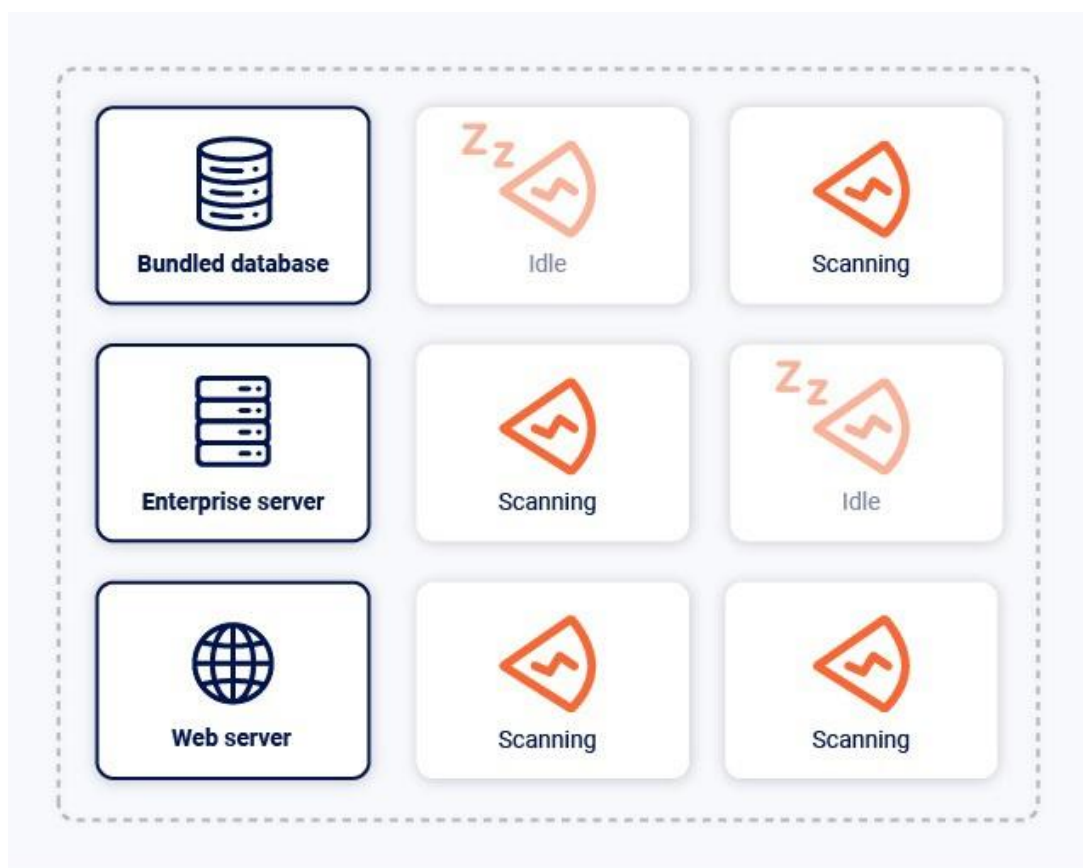 Z Z
Bundled database
Idle
Scanning
Z Z
Enterprise server
Scanning
Idle
Web server
Scanning
Scanning